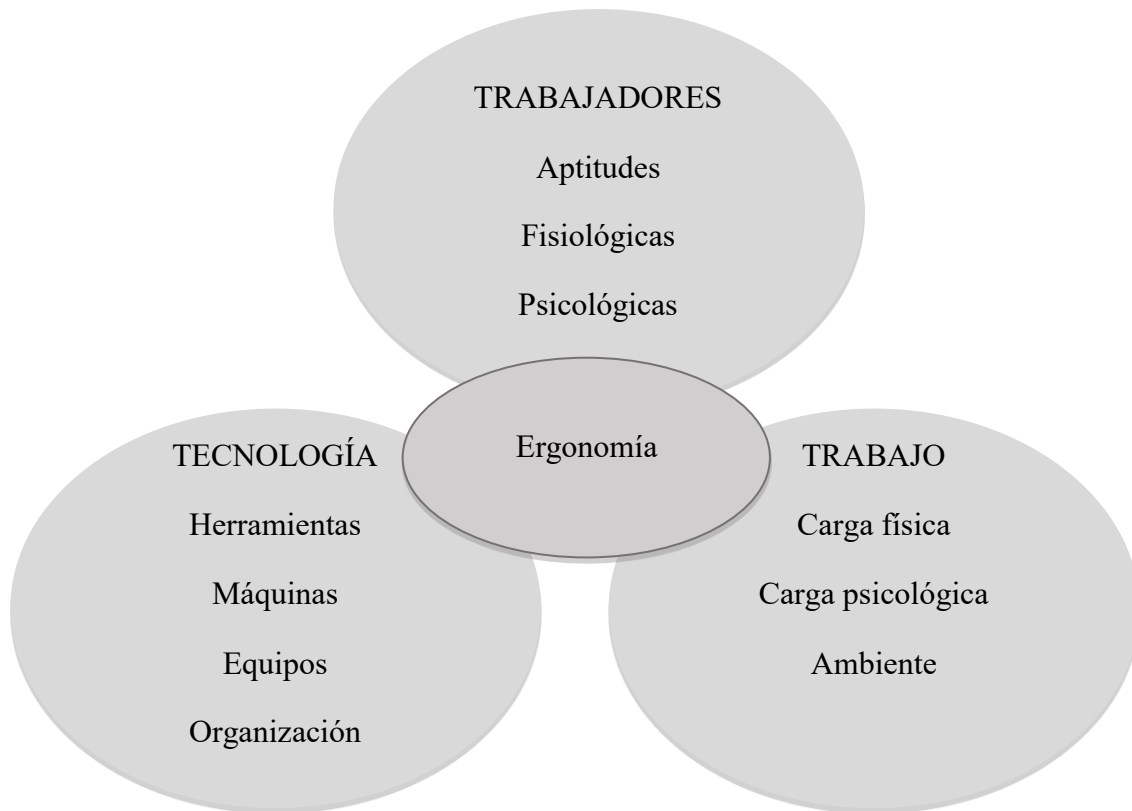 TRABAJADORES
Aptitudes
Fisiológicas
Psicológicas
Ergonomía
TECNOLOGÍA
Herramientas
Máquinas
Equipos
Organización
TRABAJO
Carga física
Carga psicológica
Ambiente